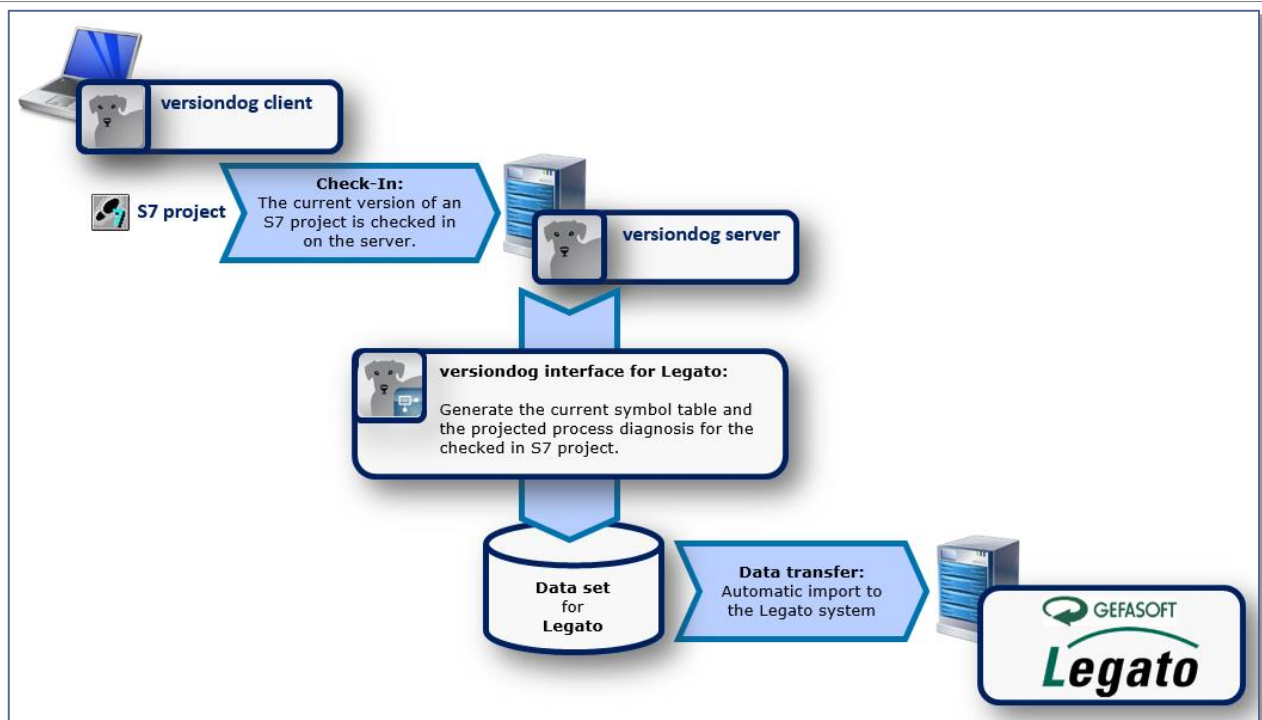 versiondog client
S7 project
Check-In:
The current version of an
S7 project is checked in
on the server.
versiondog server
versiondog interface for Legato:
Generate the current symbol table and
the projected process diagnosis for the
checked in S7 project.
Data set
for
Legato
Data transfer:
Automatic import to
the Legato system
GEFASOFT
Legato